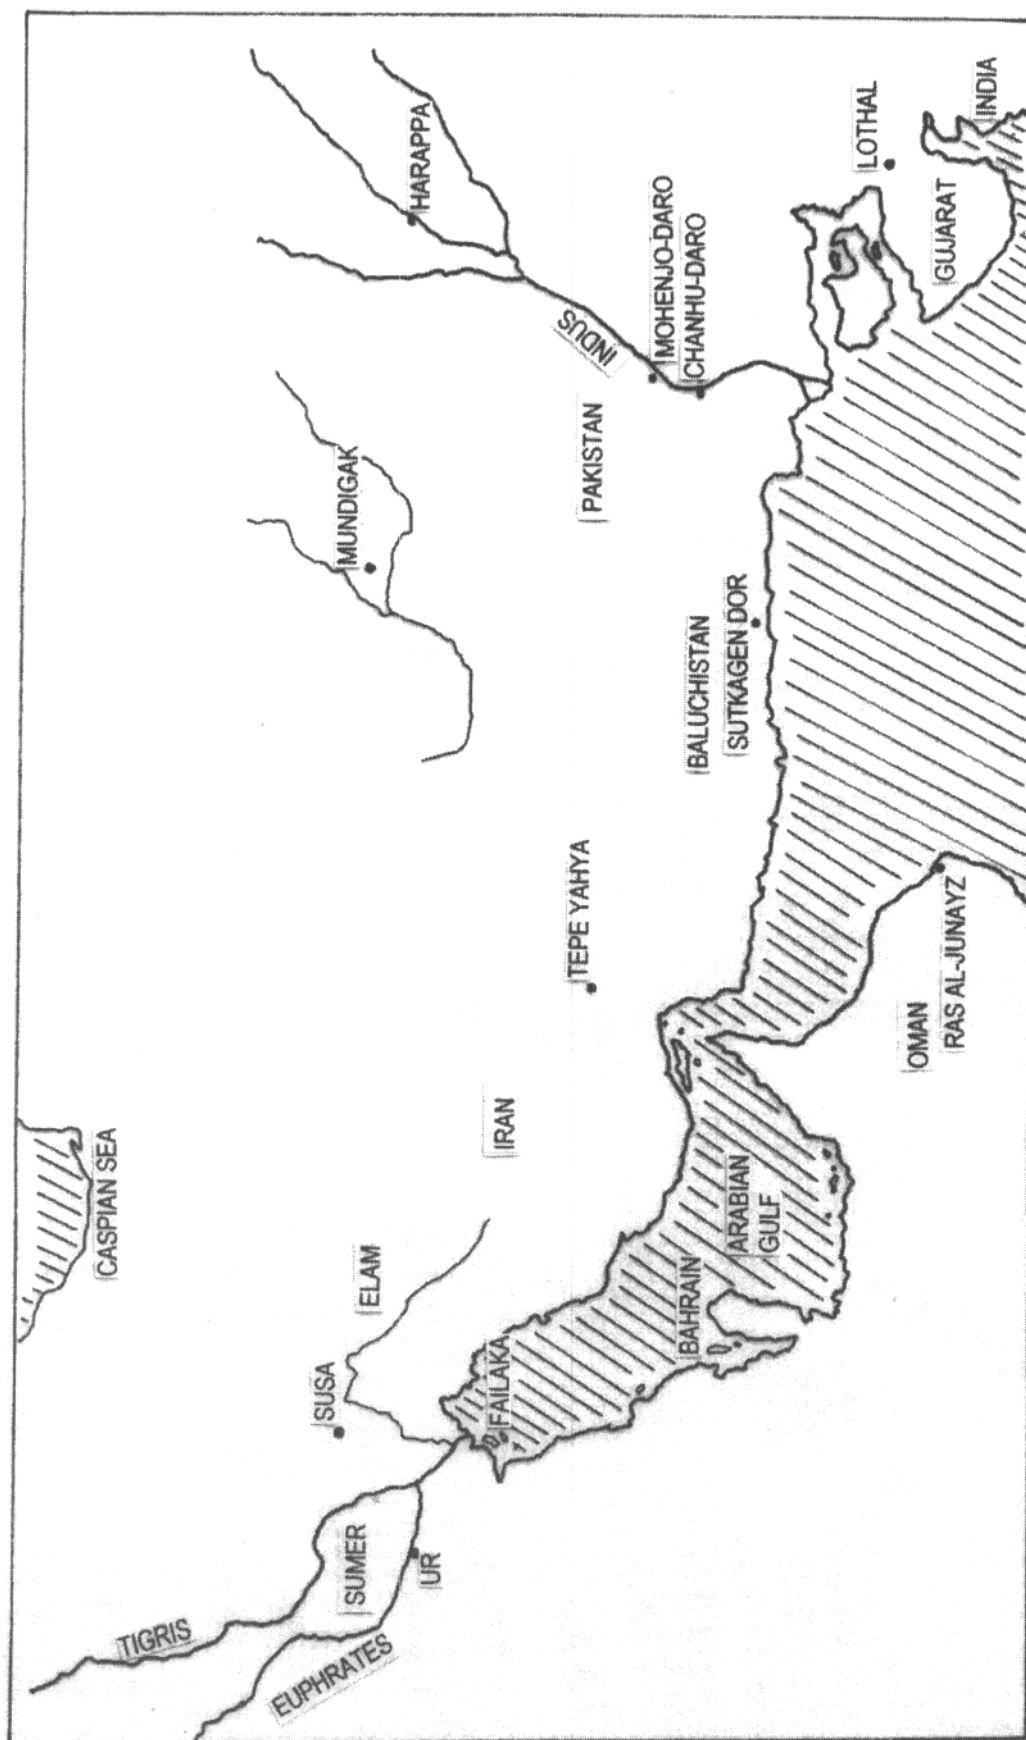 CASPIAN SEA
TIGRIS
EUPHRATES
SUMER
UR
SUSA
ELAM
FAILAKA
IRAN
BAHRAIN
ARABIAN
GULF
TEPE YAHYA
OMAN
RAS AL-JUNAYZ
MUNDIGAK
BALUCHISTAN
SUTKAGEN DOR
PAKISTAN
INDUS
HARAPPA
MOHENJO-DARO
CHANHU-DARO
LOTHAL
GUJARAT
INDIA